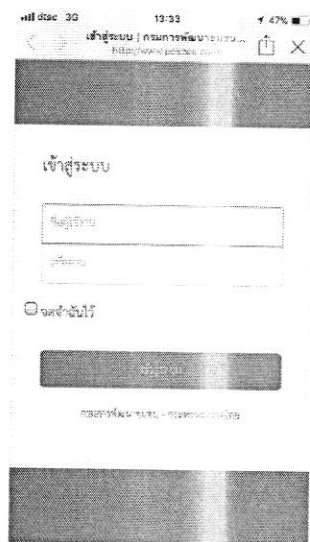 dtac 3G 13:33 47%
เข้าสู่ระบบ | กรมการพัฒนาชุมชน...
เข้าสู่ระบบ
ชื่อผู้ใช้งาน
รหัสผ่าน
จดจำฉันไว้
เข้าสู่ระบบ
กรมการพัฒนาชุมชน - กระทรวงมหาดไทย